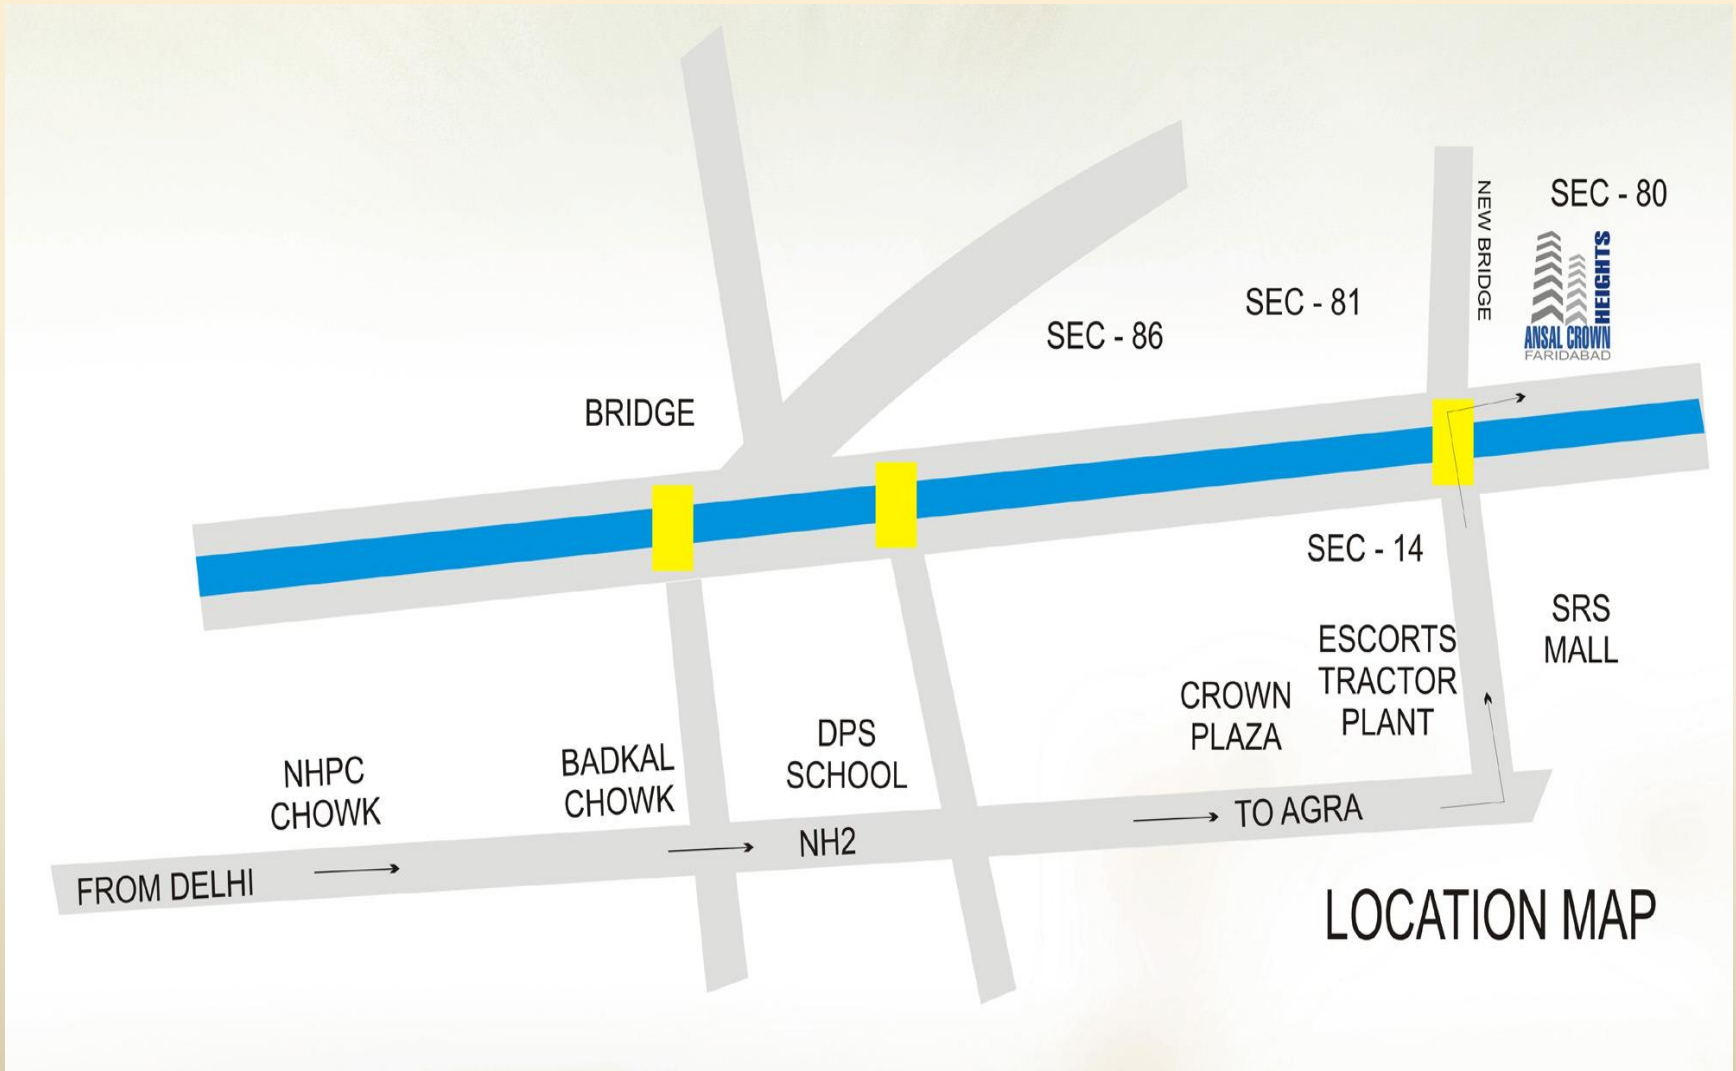 SEC - 80
NEW BRIDGE
HEIGHTS
ANSAL CROWN
FARIDABAD
SEC - 81
SEC - 86
BRIDGE
SEC - 14
SRS
MALL
ESCORTS
TRACTOR
PLANT
CROWN
PLAZA
DPS
SCHOOL
BADKAL
CHOWK
NHPC
CHOWK
TO AGRA
NH2
FROM DELHI
LOCATION MAP